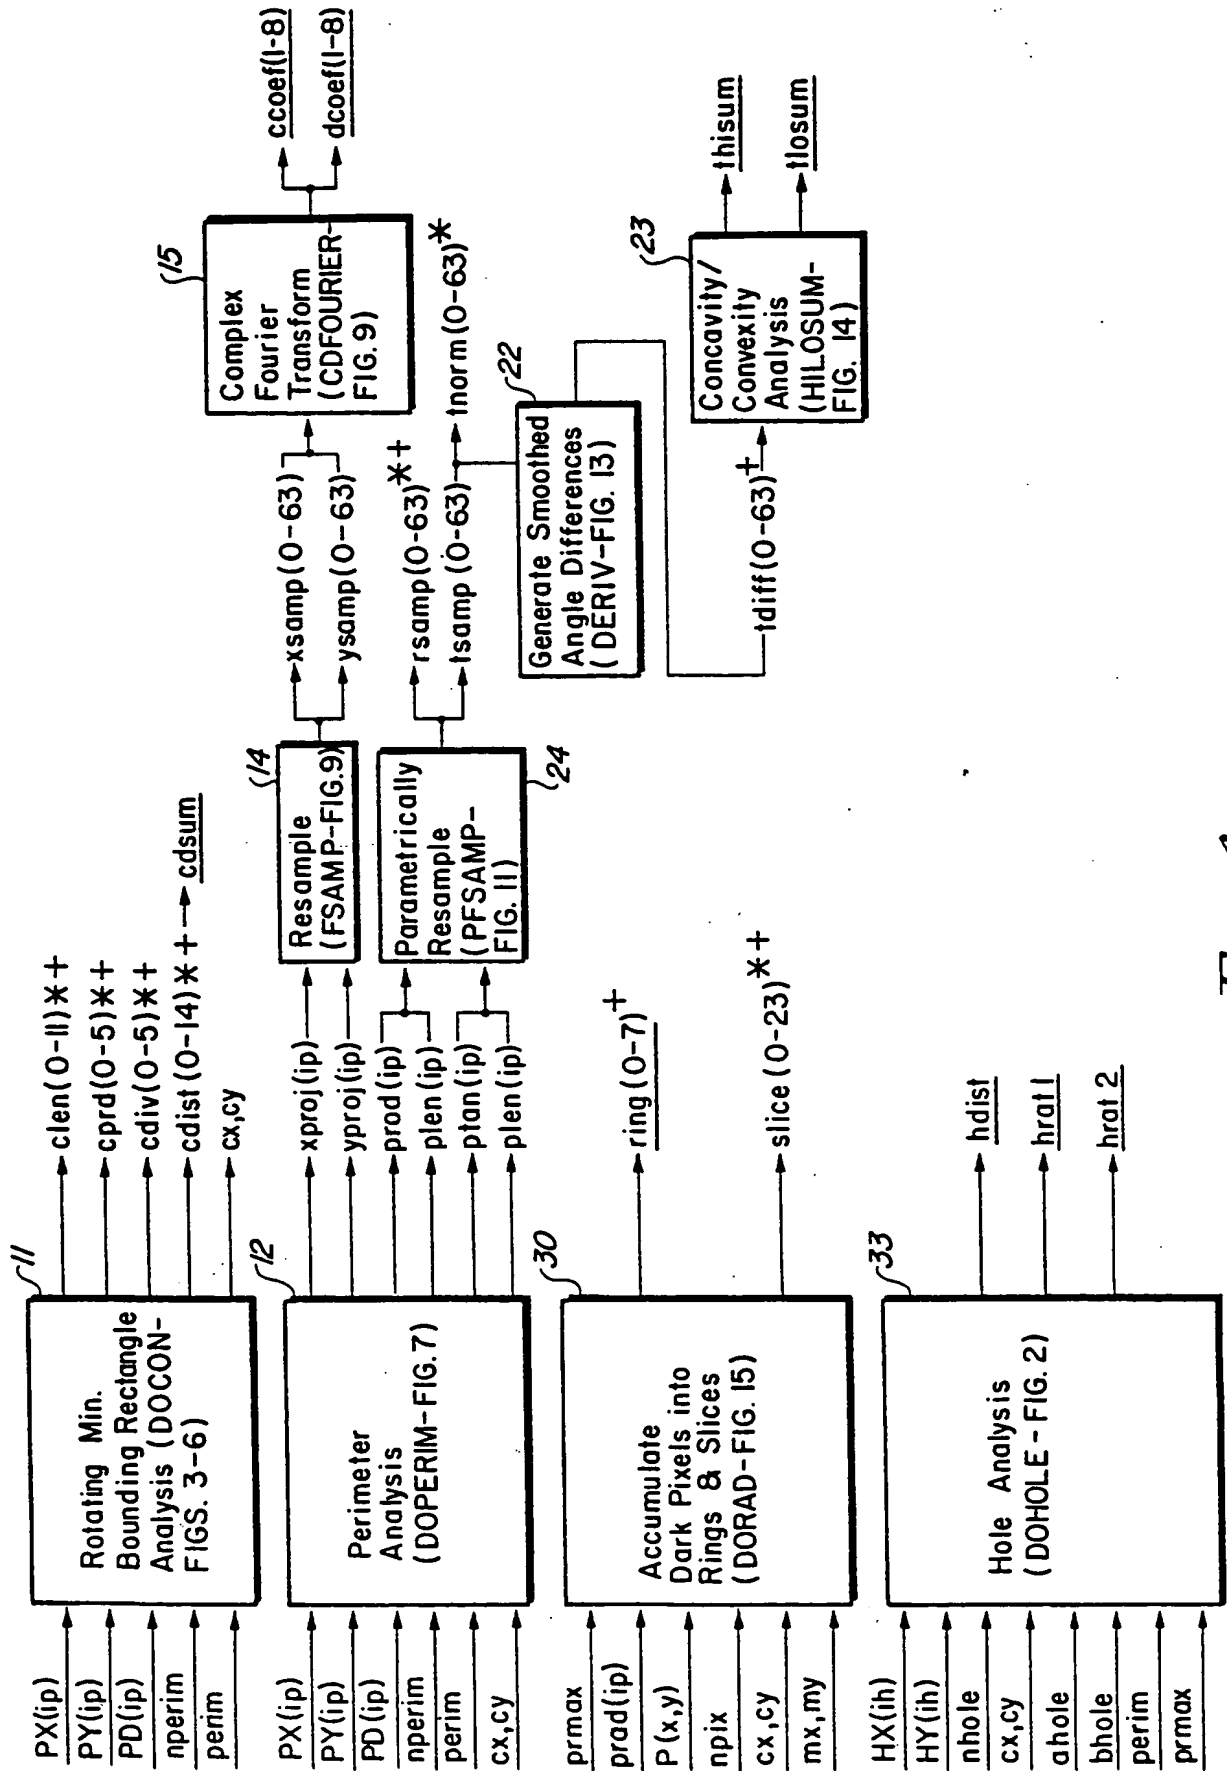 PX(ip)
PY(ip)
PD(ip)
nperim
perim
11
Rotating Min.
Bounding Rectangle
Analysis (DOCON-
FIGS. 3-6)
clen(0-11)*+
cprd(0-5)*+
cdiv(0-5)*+
cdist(0-14)*+
cdsum
cx,cy
PX(ip)
PY(ip)
PD(ip)
nperim
perim
cx,cy
12
Perimeter
Analysis
(DOPERIM-FIG.7)
xproj(ip)
yproj(ip)
prod(ip)
plen(ip)
ptan(ip)
plen(ip)
14
Resample
(FSAMP-FIG.9)
xsamp(0-63)
ysamp(0-63)
15
Complex
Fourier
Transform
(CDFOURIER-
FIG. 9)
ccoef(1-8)
dcoef(1-8)
Parametrically
Resample
(PFSAMP-
FIG. 11)
24
rsamp(0-63)*+
tsamp(0-63)
tnorm(0-63)*
22
Generate Smoothed
Angle Differences
(DERIV-FIG. 13)
tdiff(0-63)+
23
Concavity/
Convexity
Analysis
(HILOSUM-
FIG. 14)
thisum
tlosum
prmax
prad(ip)
P(x,y)
npix
cx,cy
mx,my
30
Accumulate
Dark Pixels into
Rings & Slices
(DORAD-FIG. 15)
ring(0-7)+
slice(0-23)*+
HX(ih)
HY(ih)
nhole
cx,cy
ahole
bhole
perim
prmax
33
Hole Analysis
(DOHOLE-FIG. 2)
hdist
hrat 1
hrat 2